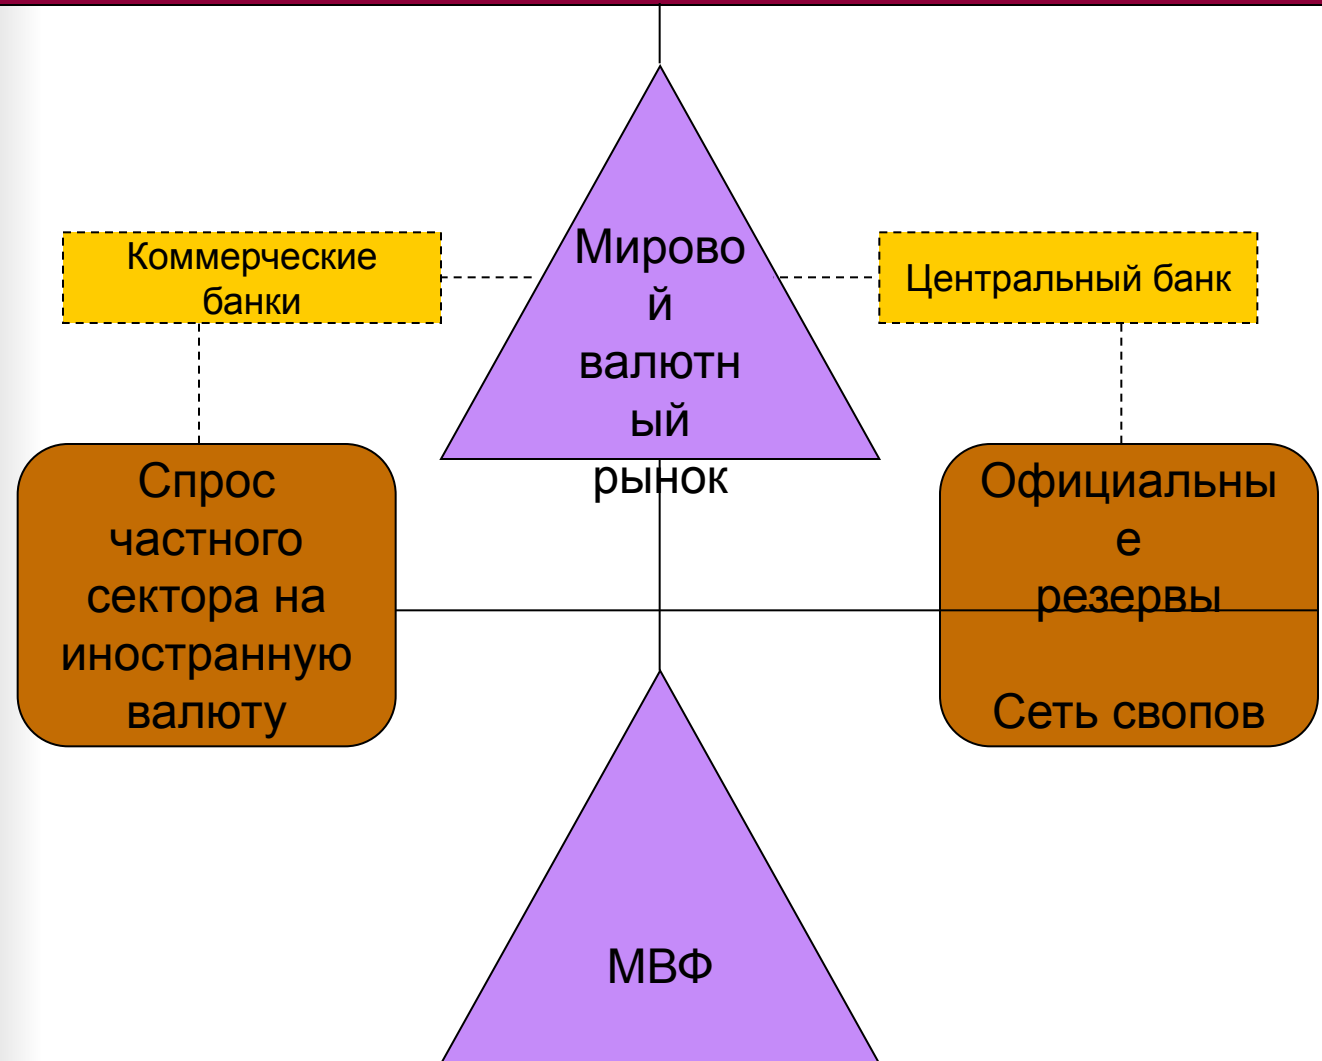 Коммерческие
банки
Мирово
й
валютн
ый
рынок
Центральный банк
Спрос
частного
сектора на
иностранную
валюту
Официальны
е
резервы
Сеть свопов
МВФ